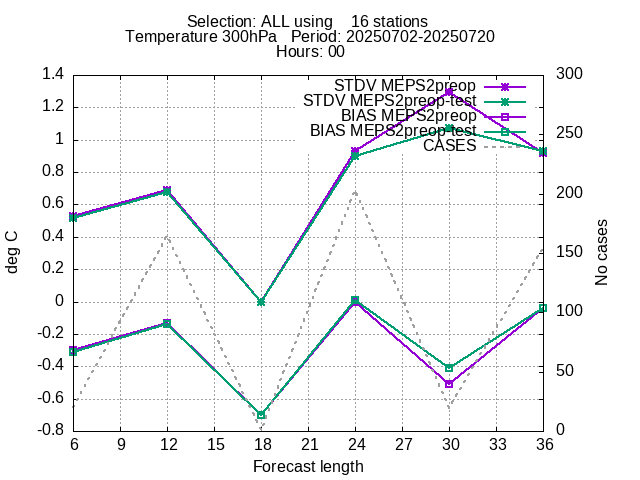 Selection: ALL using 16 stations
Temperature 300hPa Period: 20250702-20250720
Hours: 00
1.4
1.2
1
0.8
0.6
0.4
0.2
0
-0.2
-0.4
-0.6
-0.8
deg C
STDV MEPS2preop
STDV MEPS2preop-test
BIAS MEPS2preop
BIAS MEPS2preop-test
CASES
300
250
200
150
100
50
0
No cases
6 9 12 15 18 21 24 27 30 33 36
Forecast length